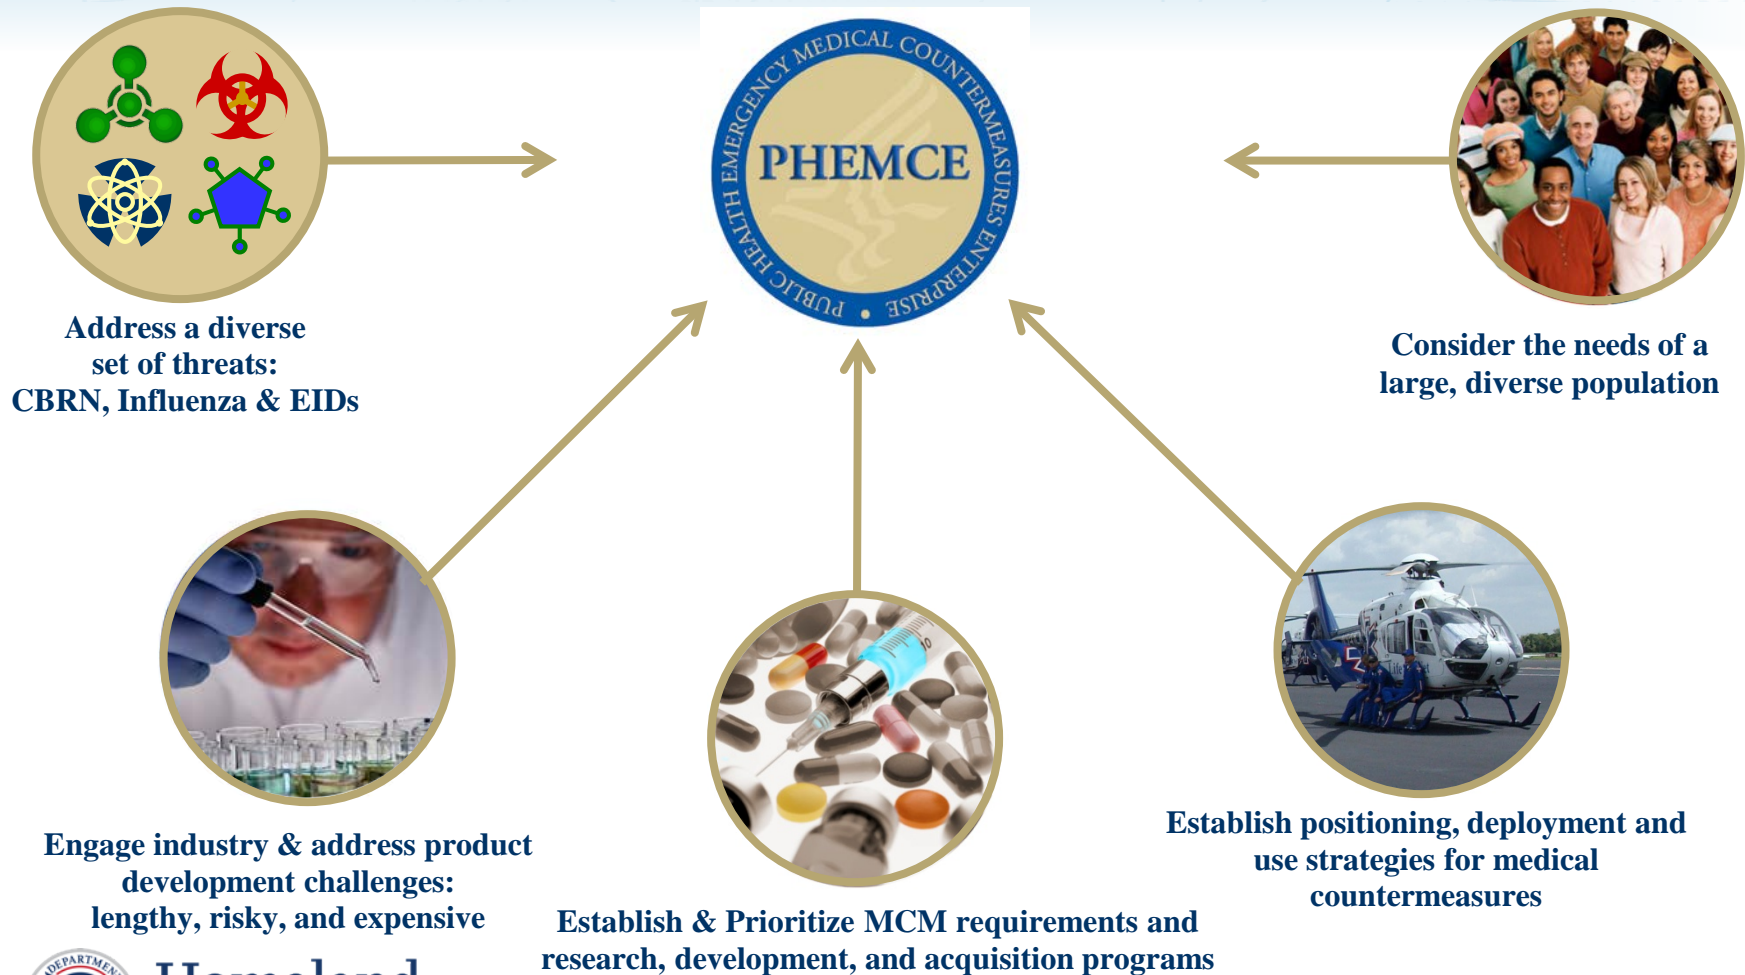 PUBLIC HEALTH EMERGENCY MEDICAL COUNTERMEASURES ENTERPRISE
PHEMCE
Address a diverse
set of threats:
CBRN, Influenza & EIDs
Consider the needs of a
large, diverse population
Engage industry & address product
development challenges:
lengthy, risky, and expensive
Establish & Prioritize MCM requirements and
research, development, and acquisition programs
Establish positioning, deployment and
use strategies for medical
countermeasures
DEPARTMEN
Homeland